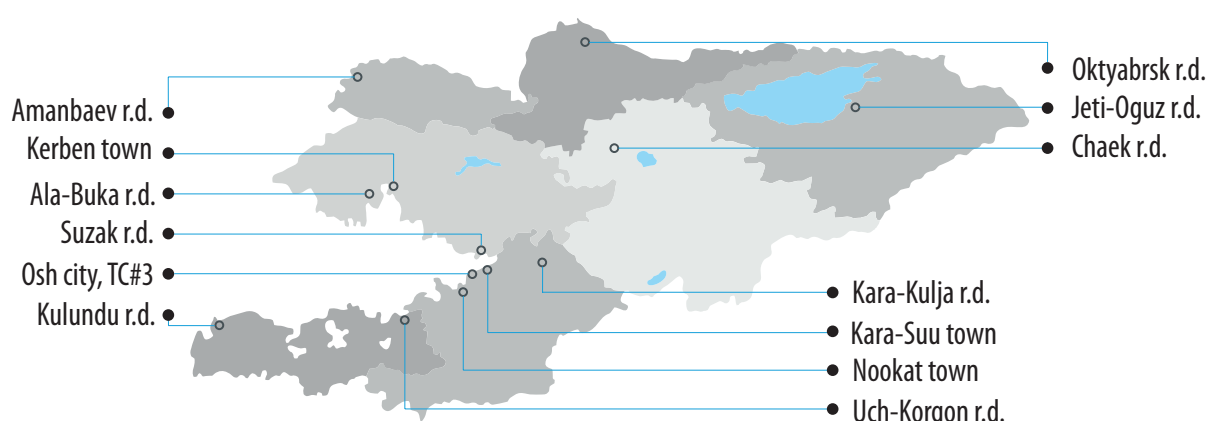 Amanbaev r.d.
Kerben town
Ala-Buka r.d.
Suzak r.d.
Osh city, TC#3
Kulundu r.d.
Oktyabrsk r.d.
Jeti-Oguz r.d.
Chaek r.d.
Kara-Kulja r.d.
Kara-Suu town
Nookat town
Uch-Korgon r.d.